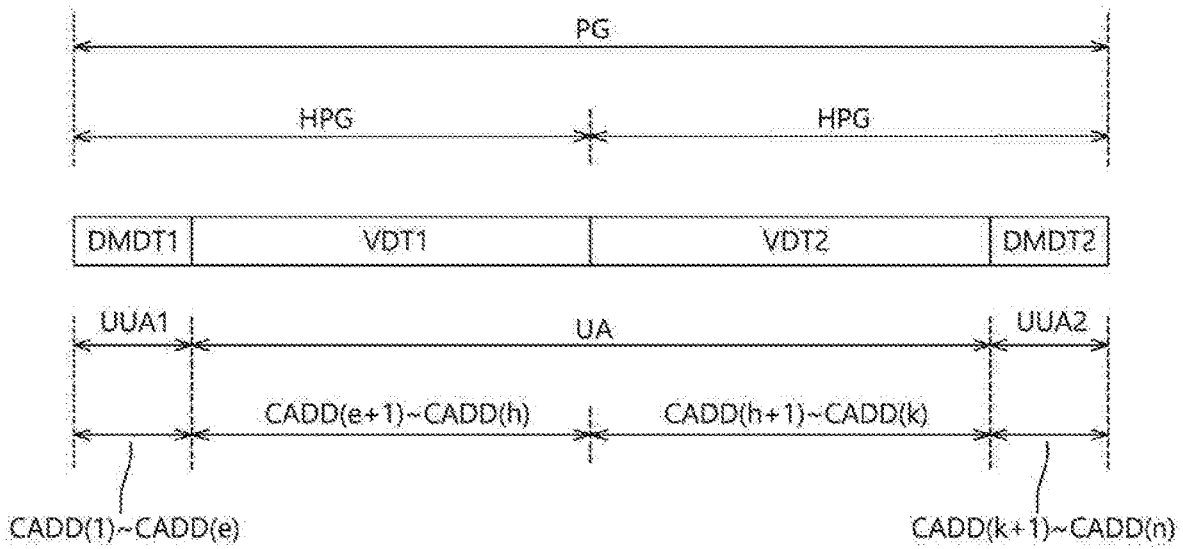 PG
HPG HPG
DMDT1 VDT1 VDT2 DMDT2
UUA1 UA UUA2
CADD(e+1)~CADD(h) CADD(h+1)~CADD(k)
CADD(1)~CADD(e) CADD(k+1)~CADD(n)